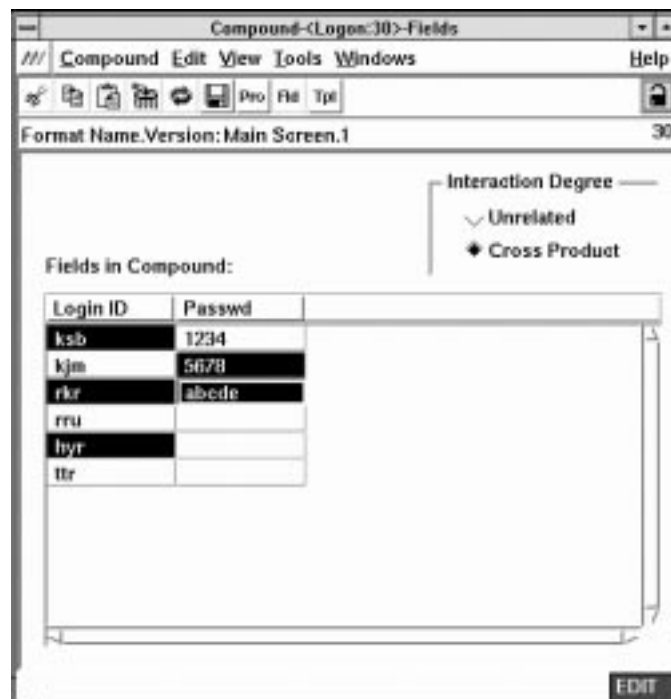 Compound-<Logon:30>-Fields
/// Compound Edit View Tools Windows Help
Pro Fld Tpl
Format Name.Version: Main Screen.1 30
Interaction Degree
Unrelated
Cross Product
Fields in Compound:
Login ID Passwd
ksb 1234
kjm 5678
rkr abcde
rru
hyr
ttr
EDIT